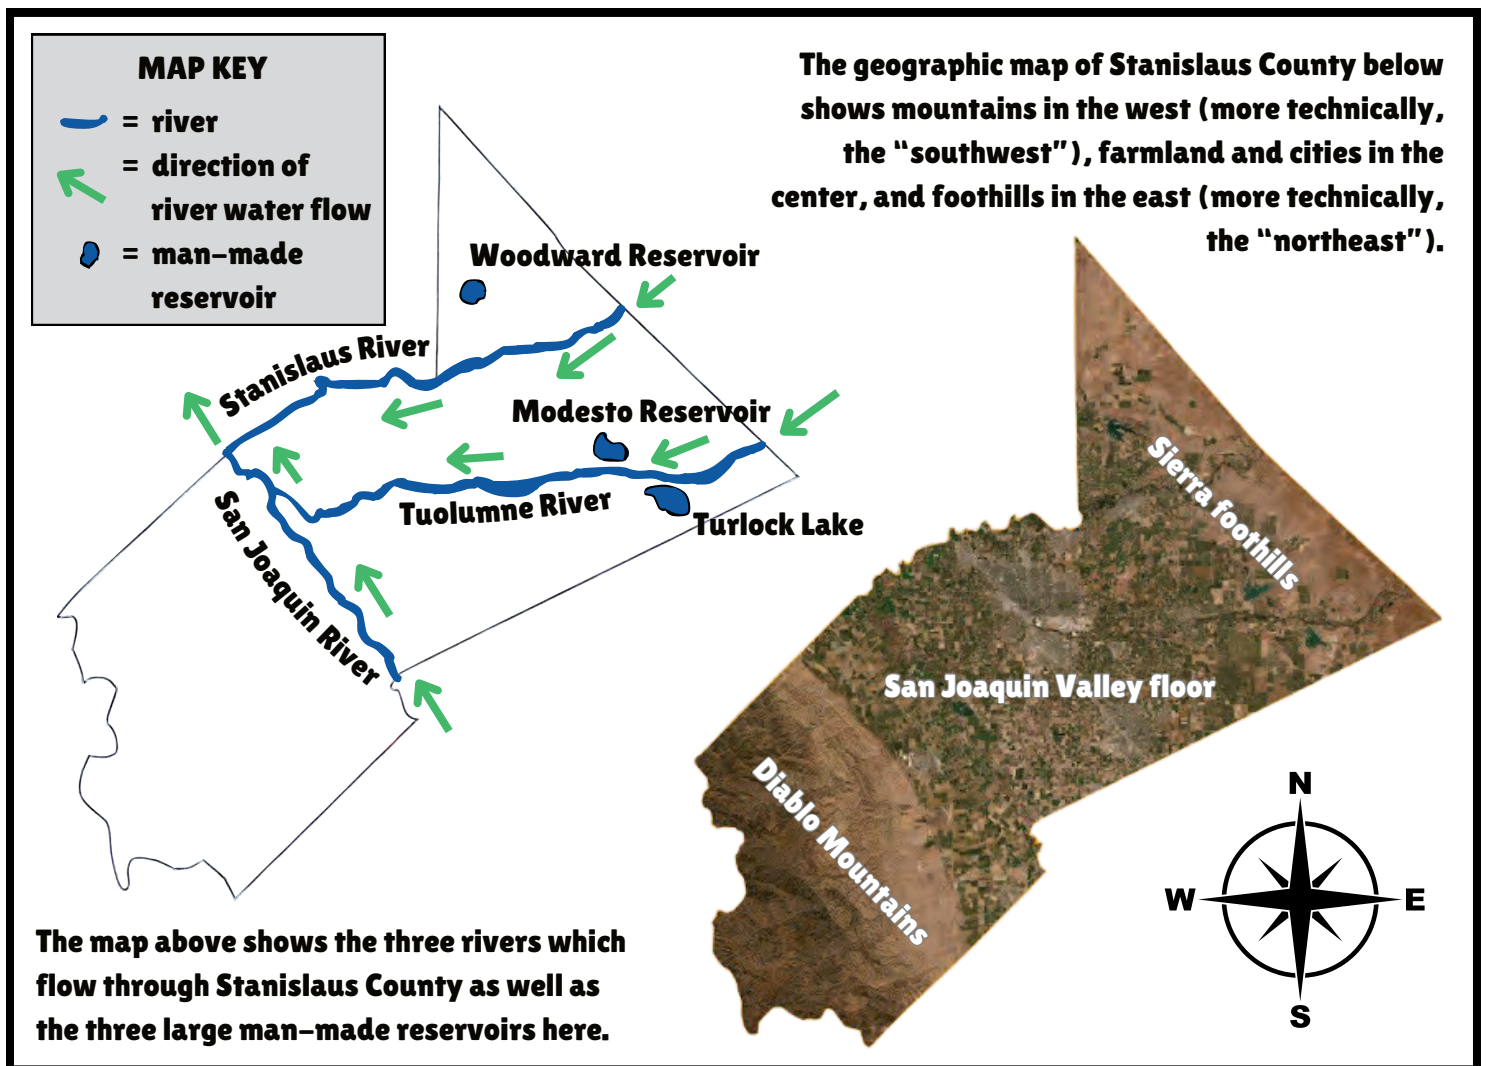 MAP KEY
= river
= direction of
river water flow
= man-made
reservoir
The geographic map of Stanislaus County below
shows mountains in the west (more technically,
the “southwest”), farmland and cities in the
center, and foothills in the east (more technically,
the “northeast”).
Woodward Reservoir
Stanislaus River
Modesto Reservoir
Tuolumne River
Turlock Lake
San Joaquin River
Sierra foothills
San Joaquin Valley floor
Diablo Mountains
N
W
E
S
The map above shows the three rivers which
flow through Stanislaus County as well as
the three large man-made reservoirs here.